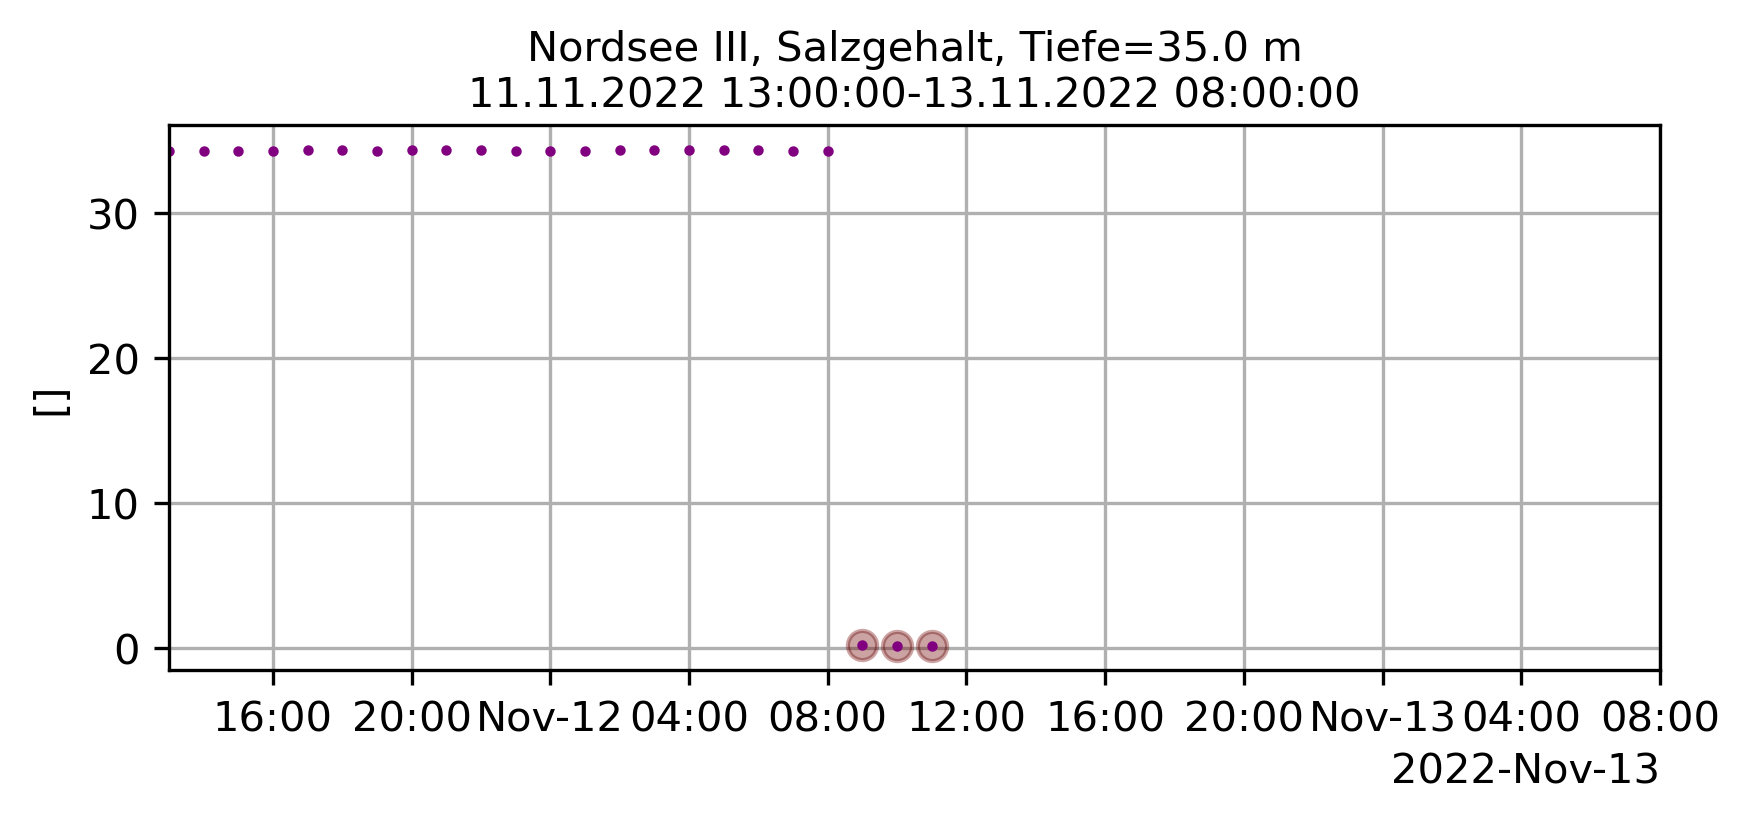 Nordsee III, Salzgehalt, Tiefe=35.0 m
11.11.2022 13:00:00-13.11.2022 08:00:00
30
20
10
0
[]
16:00 20:00 Nov-12 04:00 08:00 12:00 16:00 20:00 Nov-13 04:00 08:00
2022-Nov-13